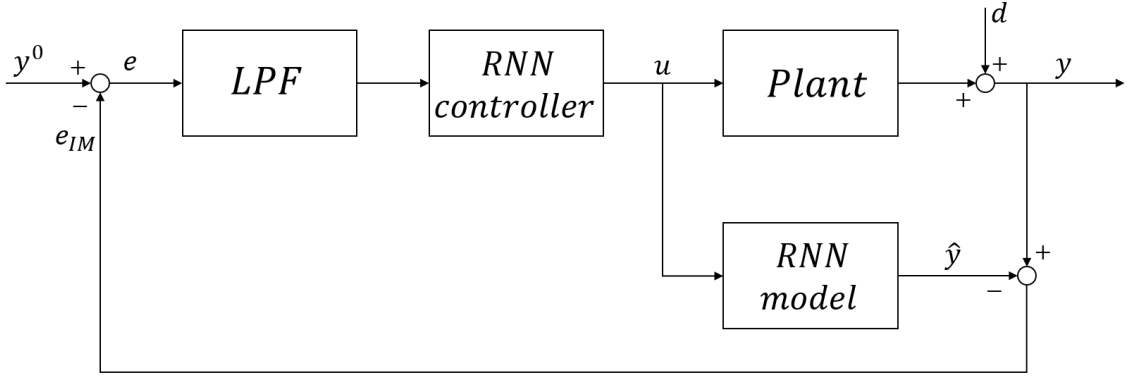 d
y⁰
+
e
LPF
RNN
controller
u
Plant
+
+
y
−
e_IM
RNN
model
ŷ
+
−